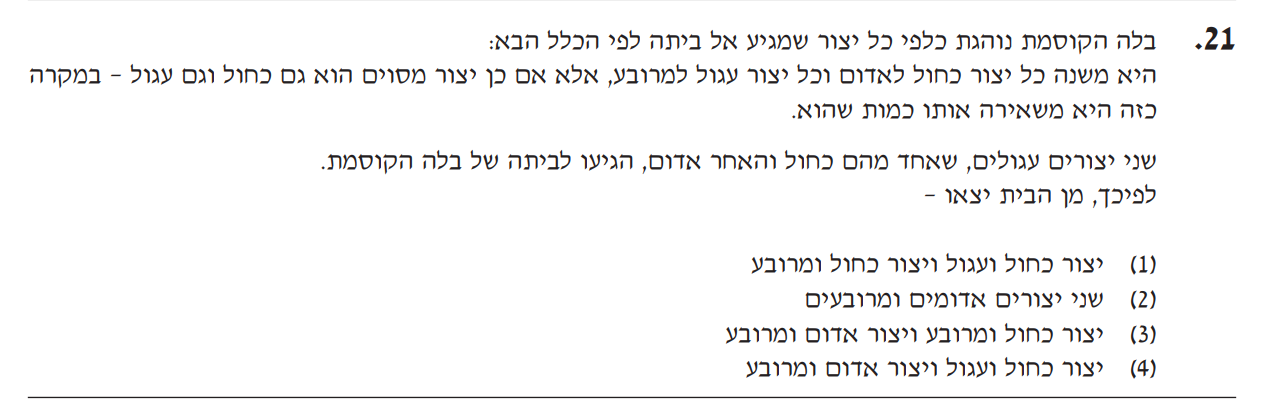 21. בלה הקוסמת נוהגת כלפי כל יצור שמגיע אל ביתה לפי הכלל הבא:
היא משנה כל יצור כחול לאדום וכל יצור עגול למרובע, אלא אם כן יצור מסוים הוא גם כחול וגם עגול – במקרה
כזה היא משאירה אותו כמות שהוא.
שני יצורים עגולים, שאחד מהם כחול והאחר אדום, הגיעו לביתה של בלה הקוסמת.
לפיכך, מן הבית יצאו –
(1) יצור כחול ועגול ויצור כחול ומרובע
(2) שני יצורים אדומים ומרובעים
(3) יצור כחול ומרובע ויצור אדום ומרובע
(4) יצור כחול ועגול ויצור אדום ומרובע